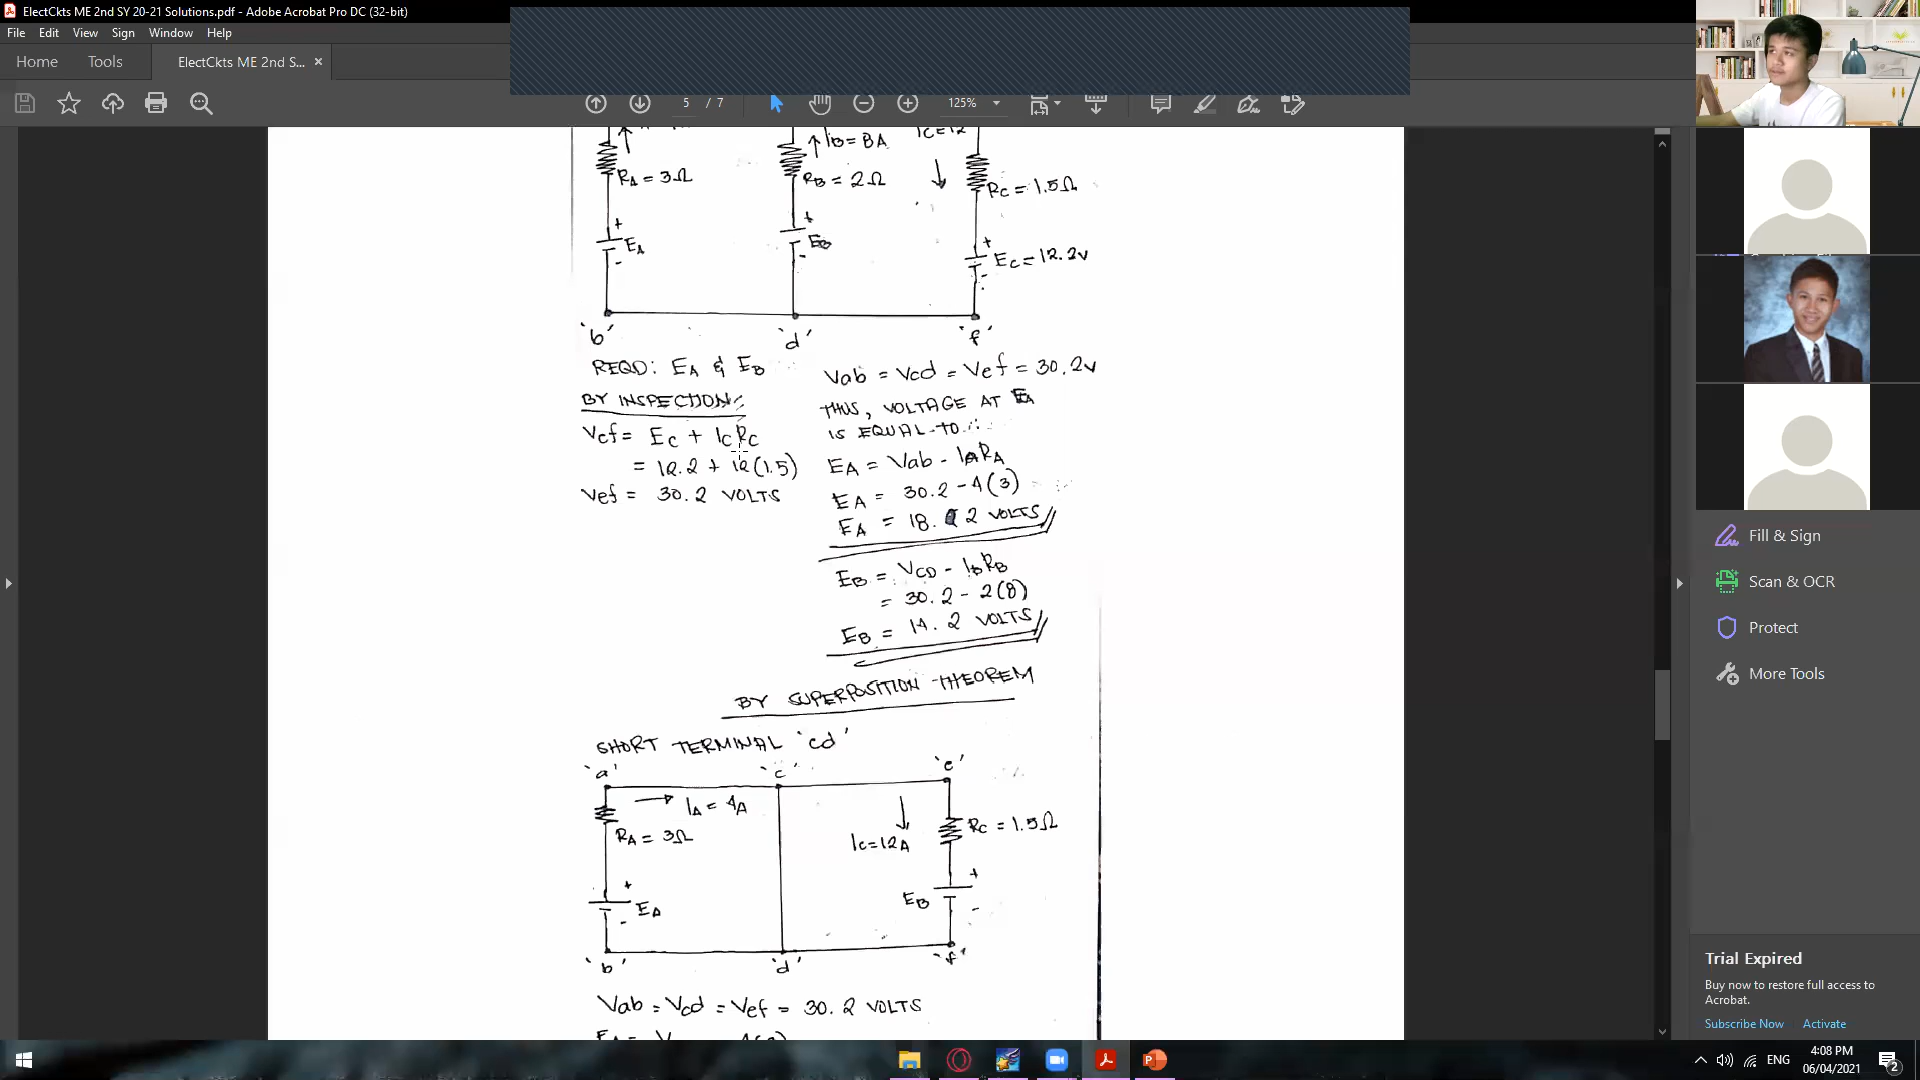 ElectCkts ME 2nd SY 20-21 Solutions.pdf - Adobe Acrobat Pro DC (32-bit)
File Edit View Sign Window Help
Home Tools ElectCkts ME 2nd S... ×
5 / 7 125%
IB = 8A
IC = 12
RA = 3Ω
RB = 2Ω
RC = 1.5Ω
+ + +
EA
EB
EC = 12.2V
- - -
'b' 'd' 'f'
REQD: EA & EB
BY INSPECTION:
Vef = EC + ICRC
= 12.2 + 12(1.5)
Vef = 30.2 VOLTS
Vab = Vcd = Vef = 30.2V
THUS, VOLTAGE AT EA
IS EQUAL TO:
EA = Vab - IARA
EA = 30.2 - 4(3)
EA = 18.2 VOLTS
EB = VCD - IBRB
= 30.2 - 2(8)
EB = 14.2 VOLTS
BY SUPERPOSITION THEOREM
SHORT TERMINAL 'cd'
'a' 'c' 'e'
IA = 4A
RA = 3Ω
IC = 12A
RC = 1.5Ω
+ +
EA
EB
- -
'b' 'd' 'f'
Vab = Vcd = Vef = 30.2 VOLTS
Fill & Sign
Scan & OCR
Protect
More Tools
Trial Expired
Buy now to restore full access to
Acrobat.
Subscribe Now Activate
ENG
4:08 PM
06/04/2021
2